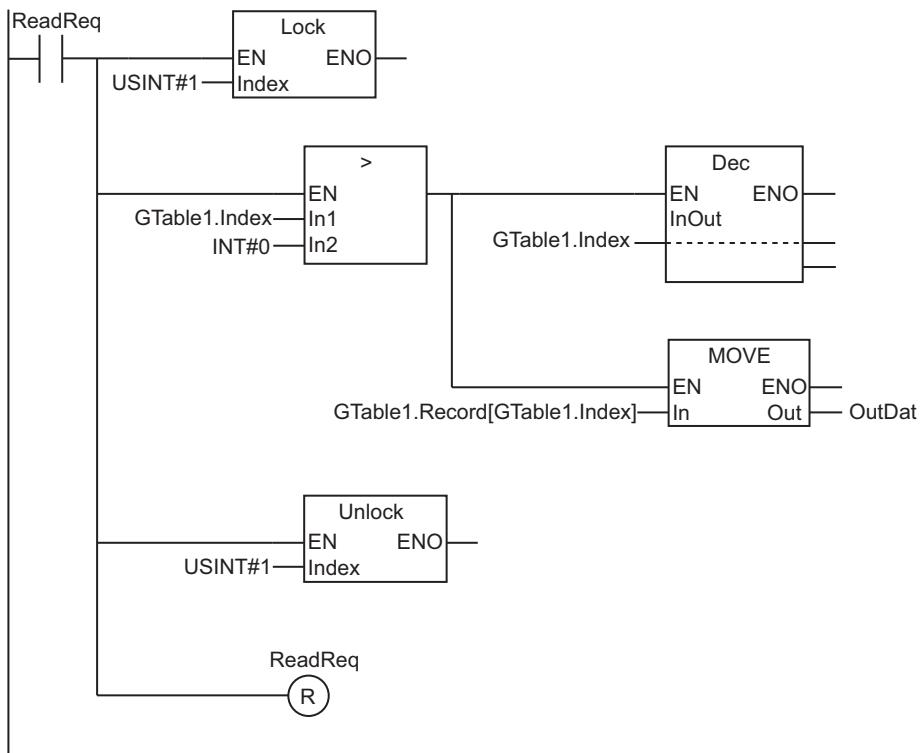 ReadReq
Lock
EN ENO
USINT#1 Index
>
EN
GTable1.Index In1
INT#0 In2
Dec
EN ENO
InOut
GTable1.Index
MOVE
EN ENO
GTable1.Record[GTable1.Index] In Out OutDat
Unlock
EN ENO
USINT#1 Index
ReadReq
R